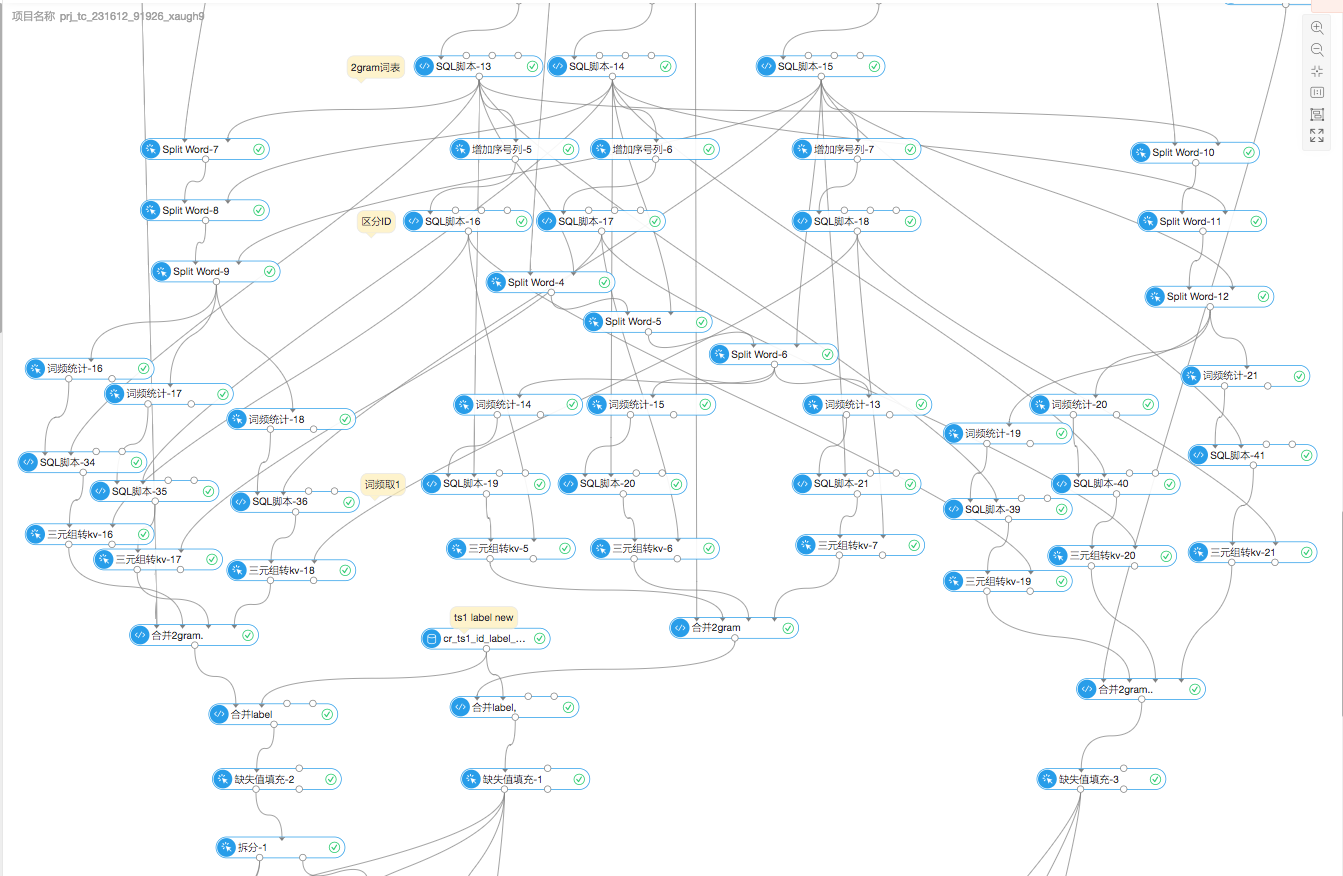 项目名称 prj_tc_231612_91926_xaugh9
2gram词表
SQL脚本-13
SQL脚本-14
SQL脚本-15
Split Word-7
增加序号列-5
增加序号列-6
增加序号列-7
Split Word-10
Split Word-8
区分ID
SQL脚本-16
SQL脚本-17
SQL脚本-18
Split Word-11
Split Word-9
Split Word-4
Split Word-12
Split Word-5
Split Word-6
词频统计-16
词频统计-21
词频统计-17
词频统计-14
词频统计-15
词频统计-13
词频统计-20
词频统计-18
词频统计-19
SQL脚本-34
SQL脚本-41
词频取1
SQL脚本-19
SQL脚本-20
SQL脚本-21
SQL脚本-40
SQL脚本-35
SQL脚本-36
SQL脚本-39
三元组转kv-16
三元组转kv-5
三元组转kv-6
三元组转kv-7
三元组转kv-20
三元组转kv-21
三元组转kv-17
三元组转kv-18
三元组转kv-19
ts1 label new
合并2gram.
cr_ts1_id_label_...
合并2gram
合并2gram..
合并label
合并label,
缺失值填充-2
缺失值填充-1
缺失值填充-3
拆分-1